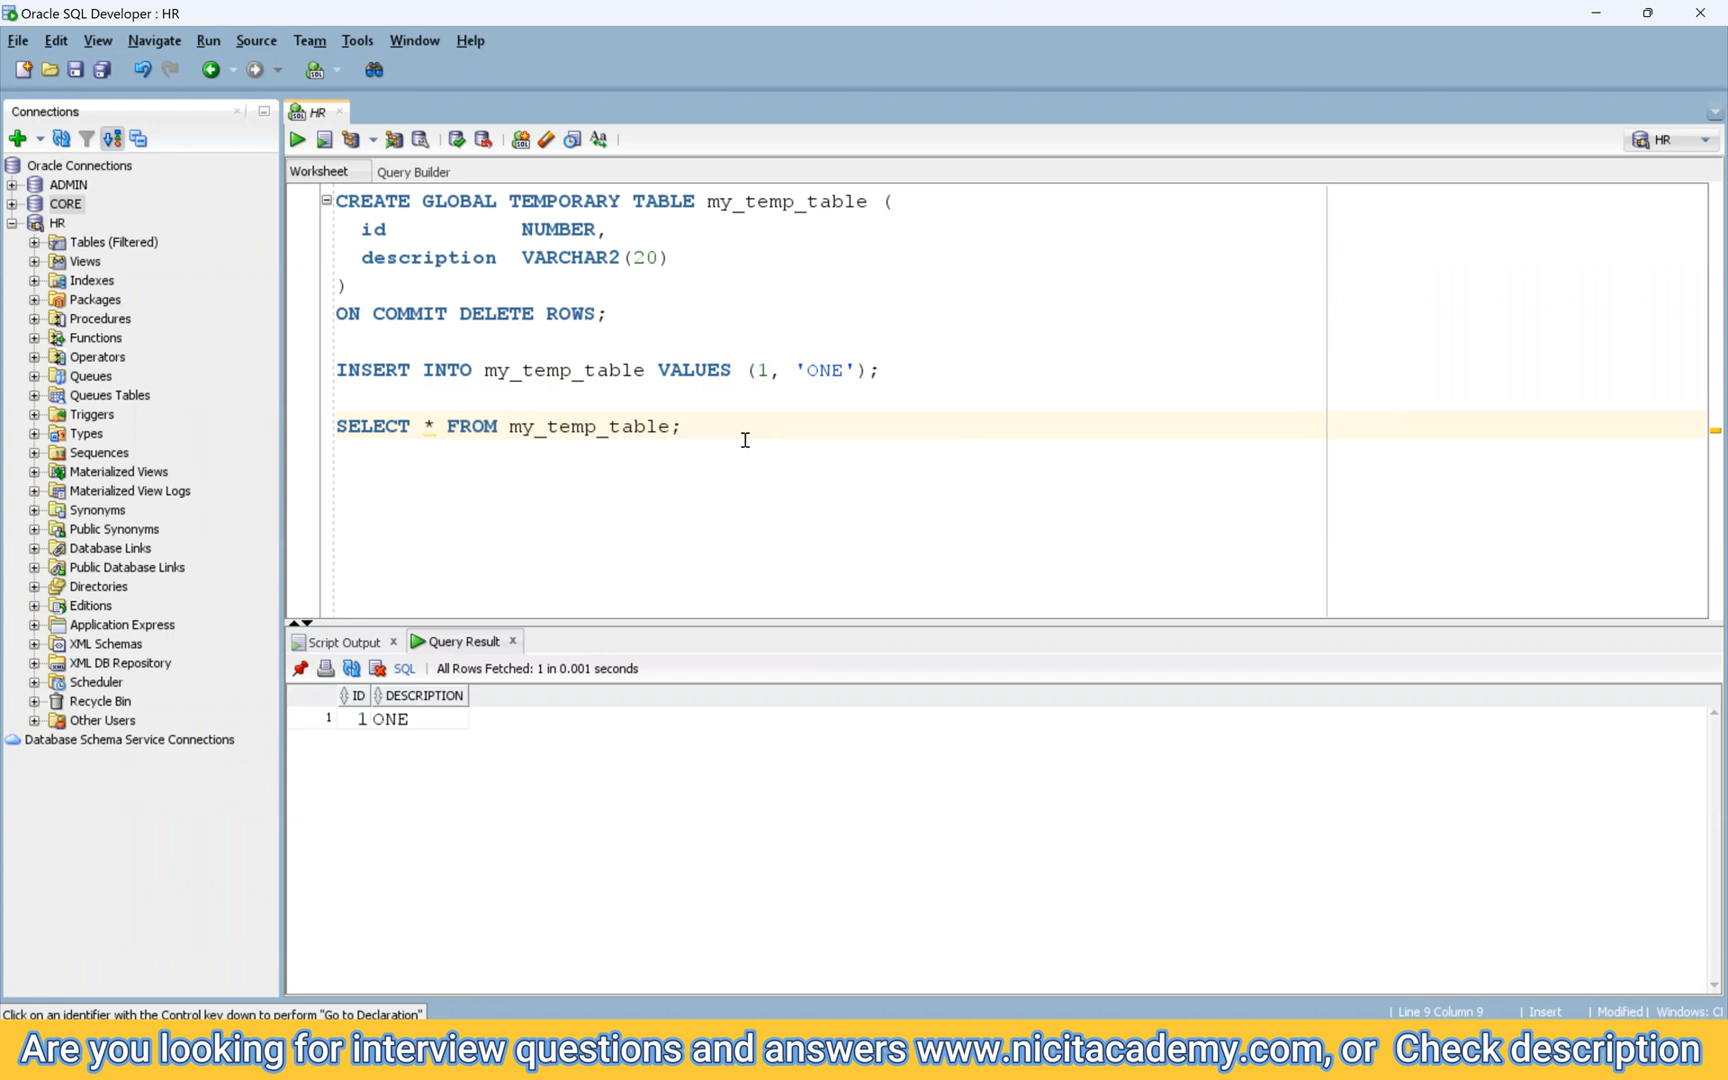 Oracle SQL Developer : HR
File Edit View Navigate Run Source Team Tools Window Help
Connections
HR
HR
Worksheet Query Builder
Oracle Connections
ADMIN
CORE
HR
Tables (Filtered)
Views
Indexes
Packages
Procedures
Functions
Operators
Queues
Queues Tables
Triggers
Types
Sequences
Materialized Views
Materialized View Logs
Synonyms
Public Synonyms
Database Links
Public Database Links
Directories
Editions
Application Express
XML Schemas
XML DB Repository
Scheduler
Recycle Bin
Other Users
Database Schema Service Connections
CREATE GLOBAL TEMPORARY TABLE my_temp_table (
id NUMBER,
description VARCHAR2(20)
)
ON COMMIT DELETE ROWS;
INSERT INTO my_temp_table VALUES (1, 'ONE');
SELECT * FROM my_temp_table;
Script Output Query Result
SQL All Rows Fetched: 1 in 0.001 seconds
ID DESCRIPTION
1 1 ONE
Click on an identifier with the Control key down to perform "Go to Declaration"
Line 9 Column 9 Insert Modified Windows: Cl
Are you looking for interview questions and answers www.nicitacademy.com, or Check description